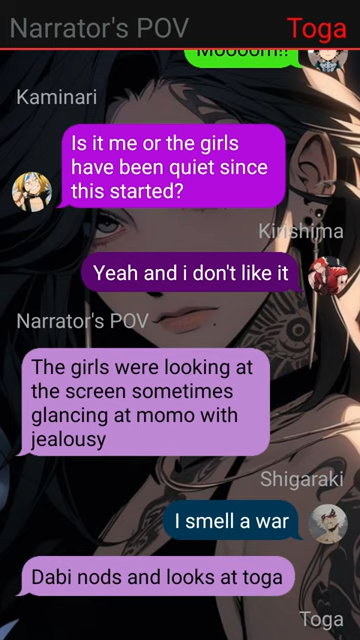 Narrator's POV
Toga
Mooooom!!
Kaminari
Is it me or the girls
have been quiet since
this started?
Kirishima
Yeah and i don't like it
Narrator's POV
The girls were looking at
the screen sometimes
glancing at momo with
jealousy
Shigaraki
I smell a war
Dabi nods and looks at toga
Toga